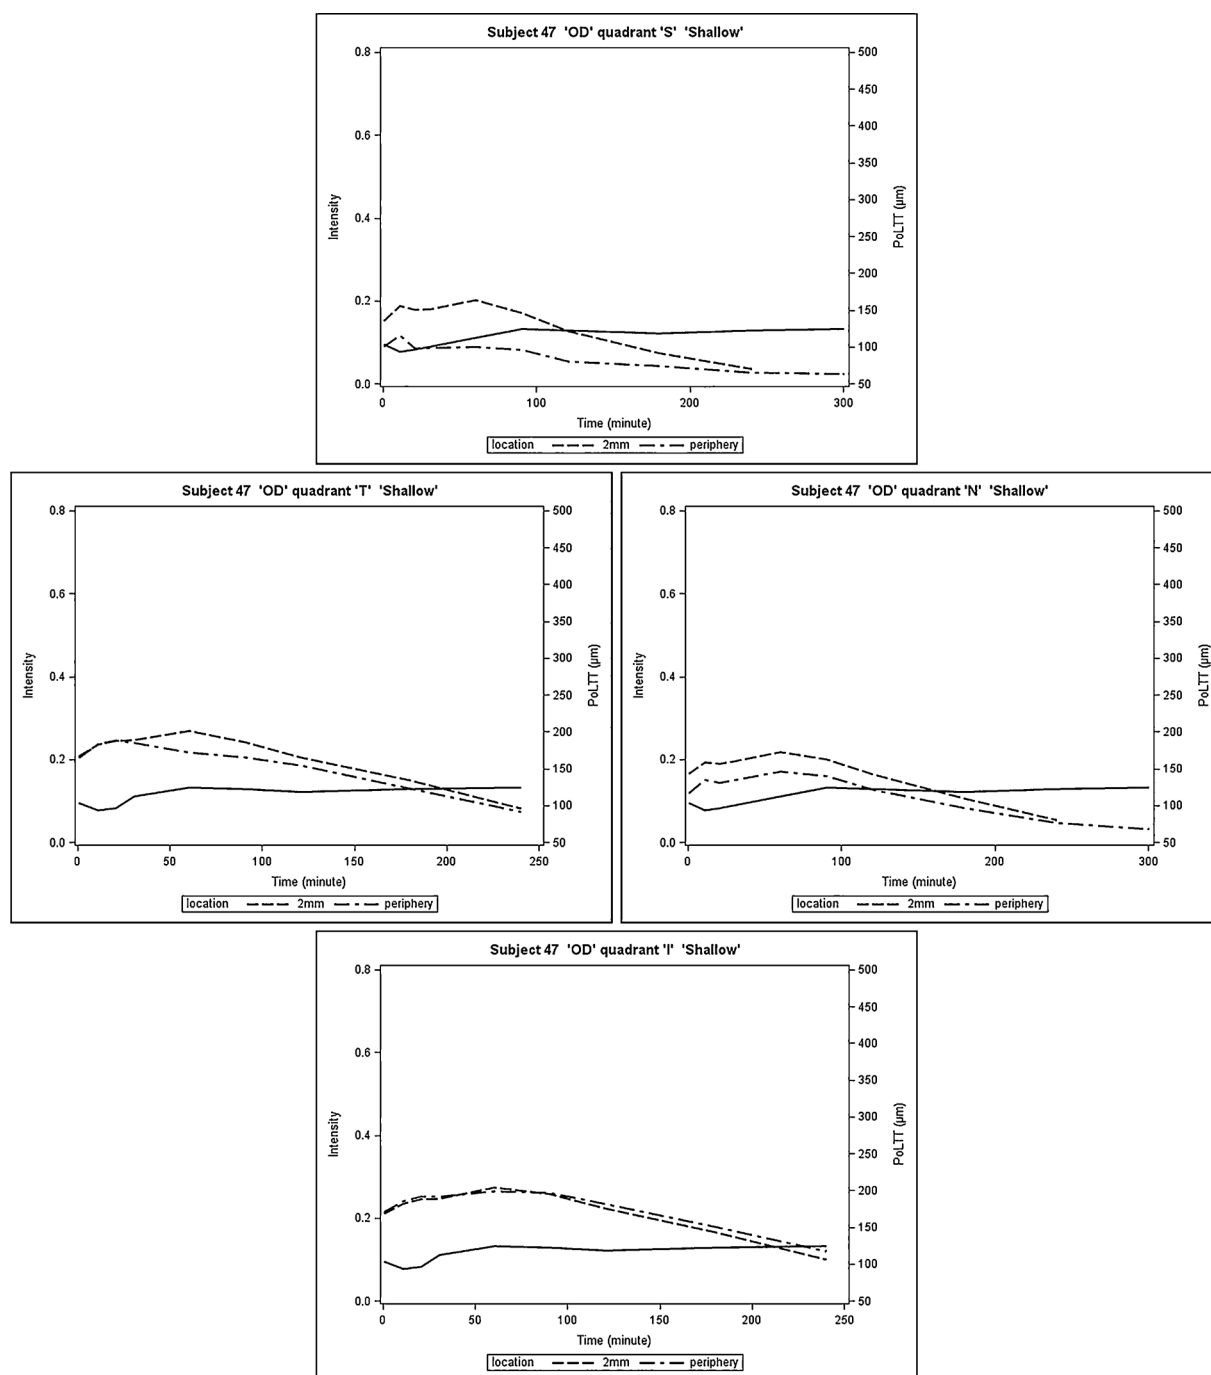 Subject 47 'OD' quadrant 'S' 'Shallow'
0.8
0.6
0.4
0.2
0.0
Intensity
500
450
400
350
300
250
200
150
100
50
PoLTT (µm)
0 100 200 300
Time (minute)
location 2mm periphery
Subject 47 'OD' quadrant 'T' 'Shallow'
0.8
0.6
0.4
0.2
0.0
Intensity
500
450
400
350
300
250
200
150
100
50
PoLTT (µm)
0 50 100 150 200 250
Time (minute)
location 2mm periphery
Subject 47 'OD' quadrant 'N' 'Shallow'
0.8
0.6
0.4
0.2
0.0
Intensity
500
450
400
350
300
250
200
150
100
50
PoLTT (µm)
0 100 200 300
Time (minute)
location 2mm periphery
Subject 47 'OD' quadrant 'I' 'Shallow'
0.8
0.6
0.4
0.2
0.0
Intensity
500
450
400
350
300
250
200
150
100
50
PoLTT (µm)
0 50 100 150 200 250
Time (minute)
location 2mm periphery